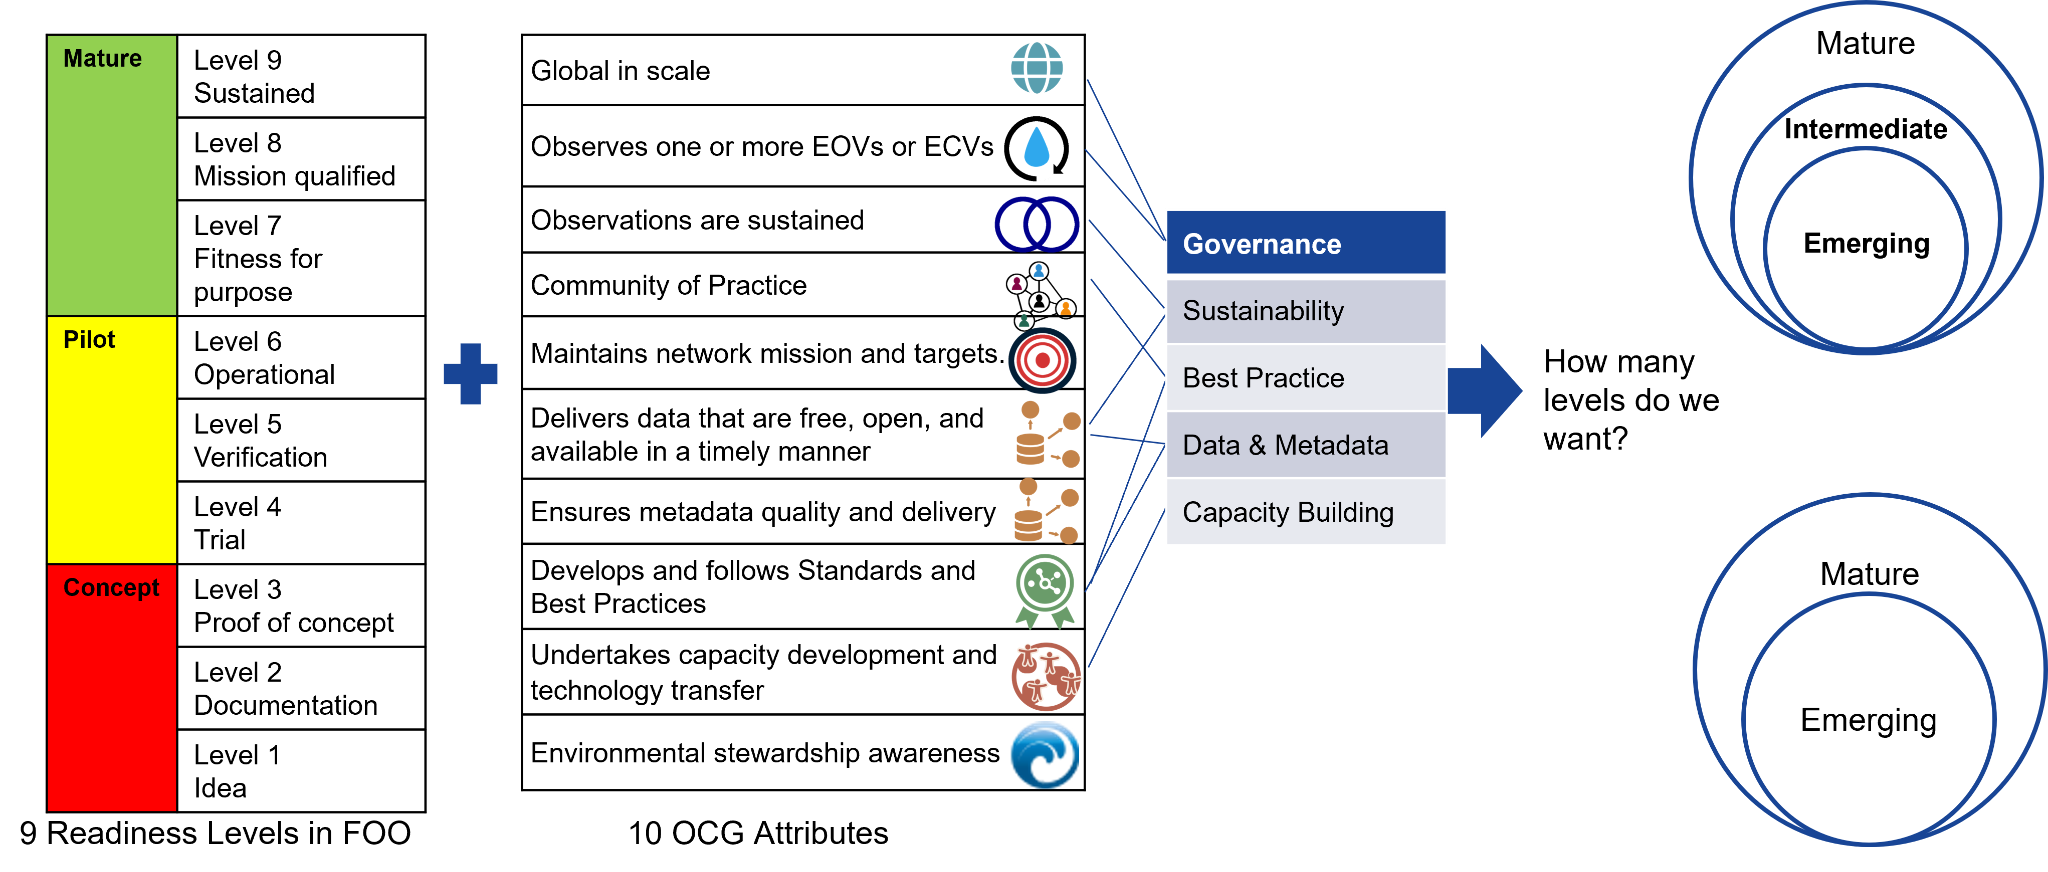 Mature
Level 9
Sustained
Level 8
Mission qualified
Level 7
Fitness for
purpose
Pilot
Level 6
Operational
Level 5
Verification
Level 4
Trial
Concept
Level 3
Proof of concept
Level 2
Documentation
Level 1
Idea
9 Readiness Levels in FOO
Global in scale
Observes one or more EOVs or ECVs
Observations are sustained
Community of Practice
Maintains network mission and targets.
Delivers data that are free, open, and
available in a timely manner
Ensures metadata quality and delivery
Develops and follows Standards and
Best Practices
Undertakes capacity development and
technology transfer
Environmental stewardship awareness
10 OCG Attributes
Governance
Sustainability
Best Practice
Data & Metadata
Capacity Building
How many
levels do we
want?
Mature
Intermediate
Emerging
Mature
Emerging